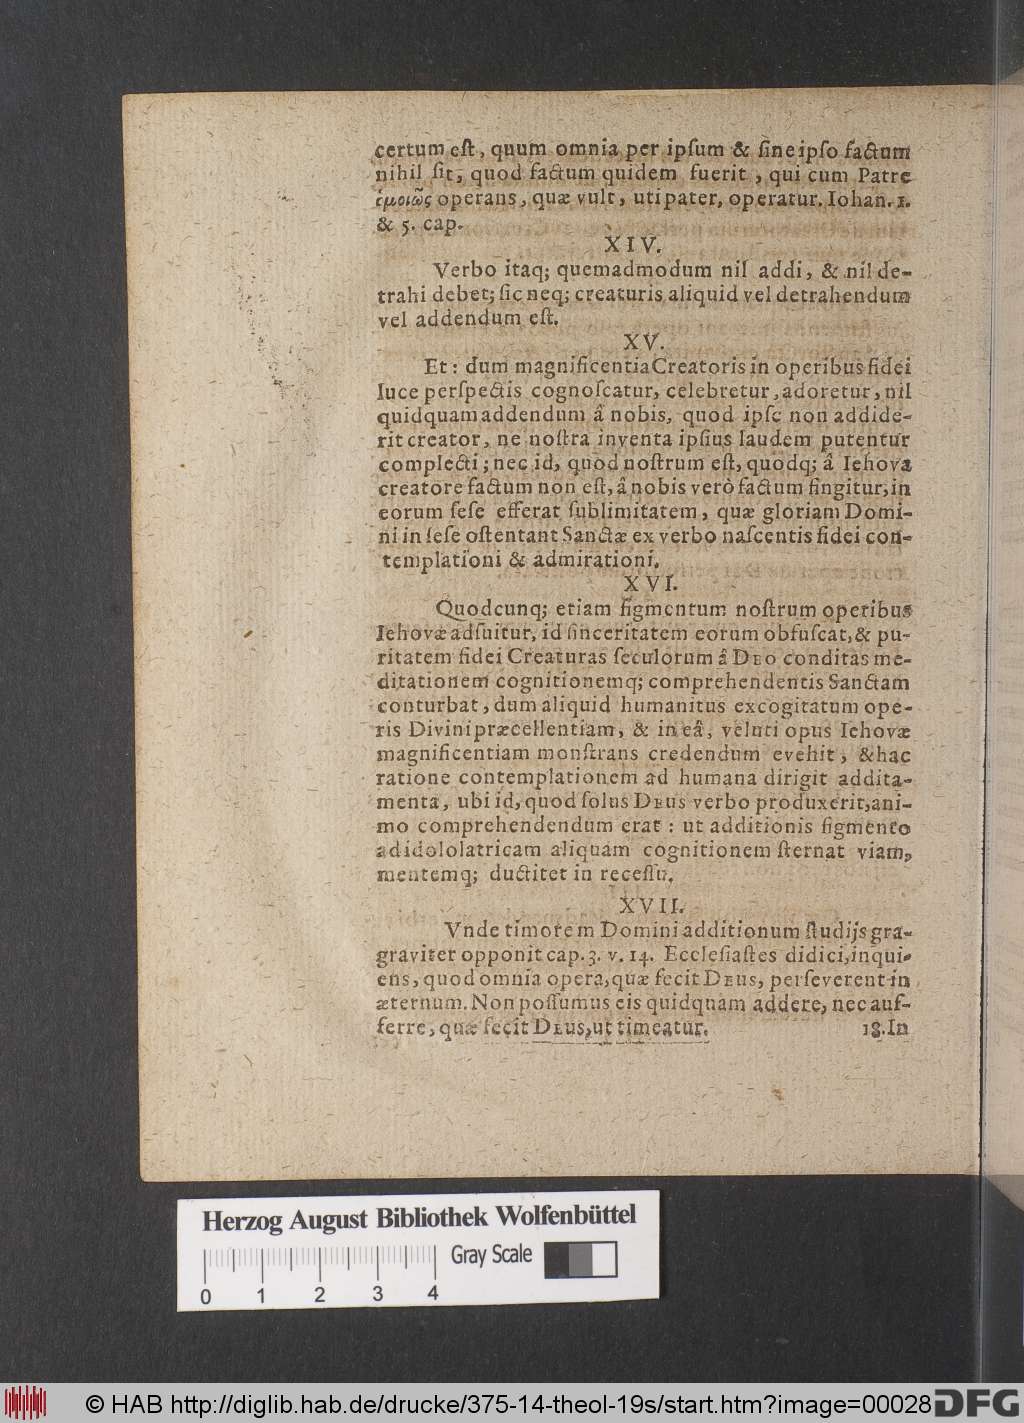 certum eſt, quum omnia per ipſum & ſine ipſo factum
nihil ſit, quod factum quidem fuerit, qui cum Patre
ὁμοιῶς operans, quæ vult, uti pater, operatur. Iohan. 1.
& 5. cap.
XIV.
Verbo itaq; quemadmodum nil addi, & nil de-
trahi debet; ſic neq; creaturis aliquid vel detrahendum
vel addendum eſt.
XV.
Et: dum magnificentia Creatoris in operibus fidei
luce perſpectis cognoſcatur, celebretur, adoretur, nil
quidquam addendum â nobis, quod ipſe non addide-
rit creator, ne noſtra inventa ipſius laudem putentur
complecti; nec id, quod noſtrum eſt, quodq; â Iehova
creatore factum non eſt, â nobis verò factum fingitur, in
eorum ſeſe efferat ſublimitatem, quæ gloriam Domi-
ni in ſeſe oſtentant Sanctæ ex verbo naſcentis fidei con-
templationi & admirationi.
XVI.
Quodcunq; etiam figmentum noſtrum operibus
Iehovæ adſuitur, id ſinceritatem eorum obfuſcat, & pu-
ritatem fidei Creaturas ſeculorum â DEO conditas me-
ditationem cognitionemq; comprehendentis Sanctam
conturbat, dum aliquid humanitus excogitatum ope-
ris Divini præcellentiam, & in eâ, veluti opus Iehovæ
magnificentiam monſtrans credendum evehit, & hac
ratione contemplationem ad humana dirigit addita-
menta, ubi id, quod ſolus DEUS verbo produxerit, ani-
mo comprehendendum erat: ut additionis figmento
ad idololatricam aliquam cognitionem ſternat viam,
mentemq; ductitet in receſſu.
XVII.
Vnde timorem Domini additionum ſtudijs gra-
graviter opponit cap. 3. v. 14. Eccleſiaſtes didici, inqui-
ens, quod omnia opera, quæ fecit DEUS, perſeverent in
æternum. Non poſſumus eis quidquam addere, nec auf-
ferre, quæ fecit DEUS, ut timeatur. 18. In
Herzog August Bibliothek Wolfenbüttel
Gray Scale
0 1 2 3 4
© HAB http://diglib.hab.de/drucke/375-14-theol-19s/start.htm?image=00028
DFG